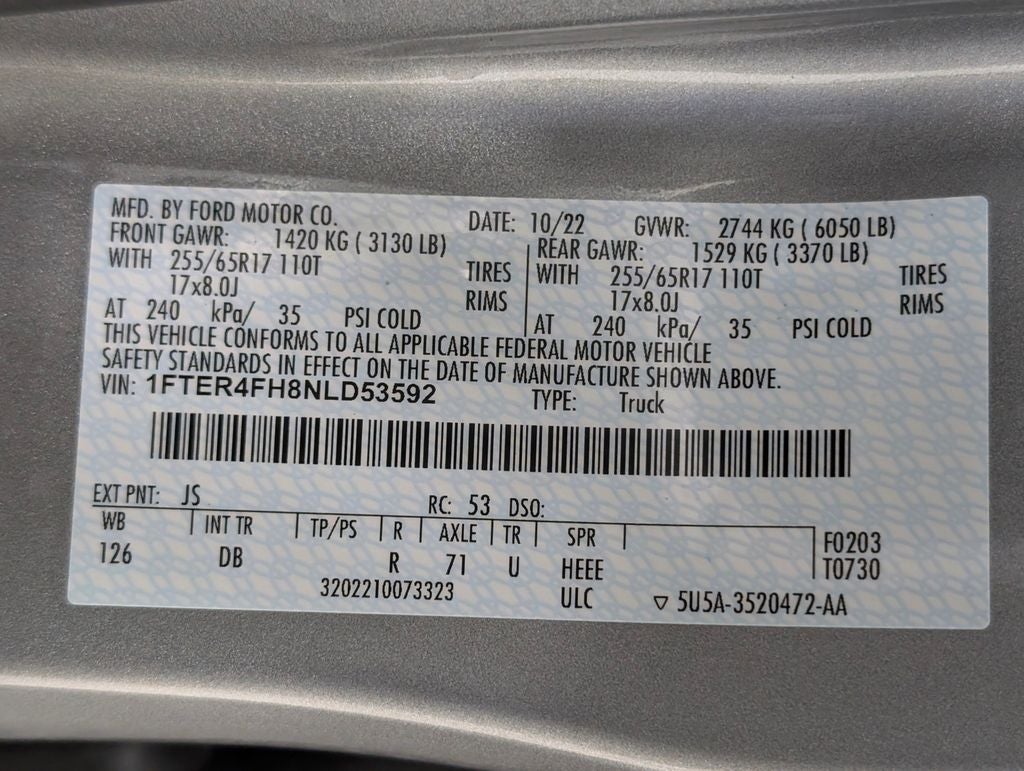 MFD. BY FORD MOTOR CO. DATE: 10/22 GVWR: 2744 KG ( 6050 LB)
FRONT GAWR: 1420 KG ( 3130 LB) REAR GAWR: 1529 KG ( 3370 LB)
WITH 255/65R17 110T TIRES WITH 255/65R17 110T TIRES
17x8.0J RIMS 17x8.0J RIMS
AT 240 kPa/ 35 PSI COLD AT 240 kPa/ 35 PSI COLD
THIS VEHICLE CONFORMS TO ALL APPLICABLE FEDERAL MOTOR VEHICLE
SAFETY STANDARDS IN EFFECT ON THE DATE OF MANUFACTURE SHOWN ABOVE.
VIN: 1FTER4FH8NLD53592 TYPE: Truck
EXT PNT: JS RC: 53 DSO:
WB INT TR TP/PS R AXLE TR SPR F0203
126 DB R 71 U HEEE T0730
3202210073323 ULC ▽ 5U5A-3520472-AA